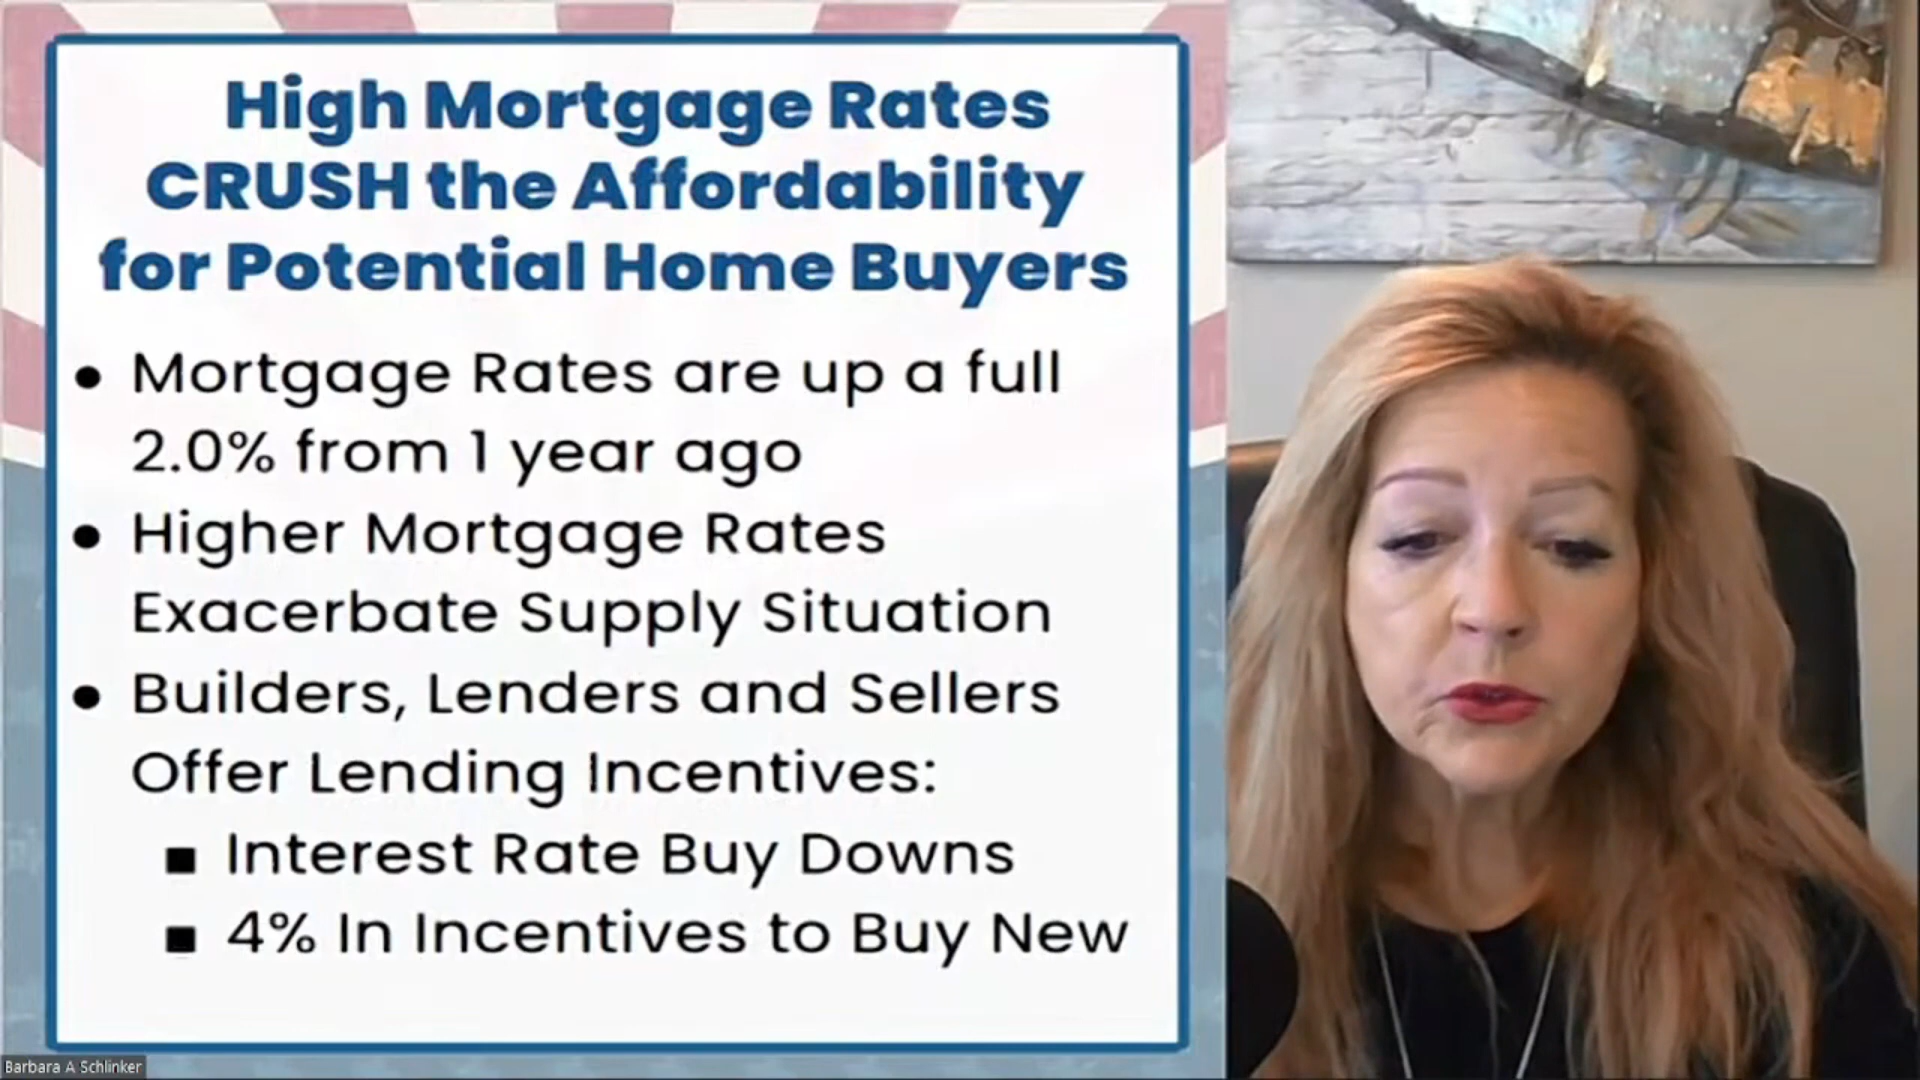 High Mortgage Rates
CRUSH the Affordability
for Potential Home Buyers
● Mortgage Rates are up a full
2.0% from 1 year ago
● Higher Mortgage Rates
Exacerbate Supply Situation
● Builders, Lenders and Sellers
Offer Lending Incentives:
■ Interest Rate Buy Downs
■ 4% In Incentives to Buy New
Barbara A Schlinker